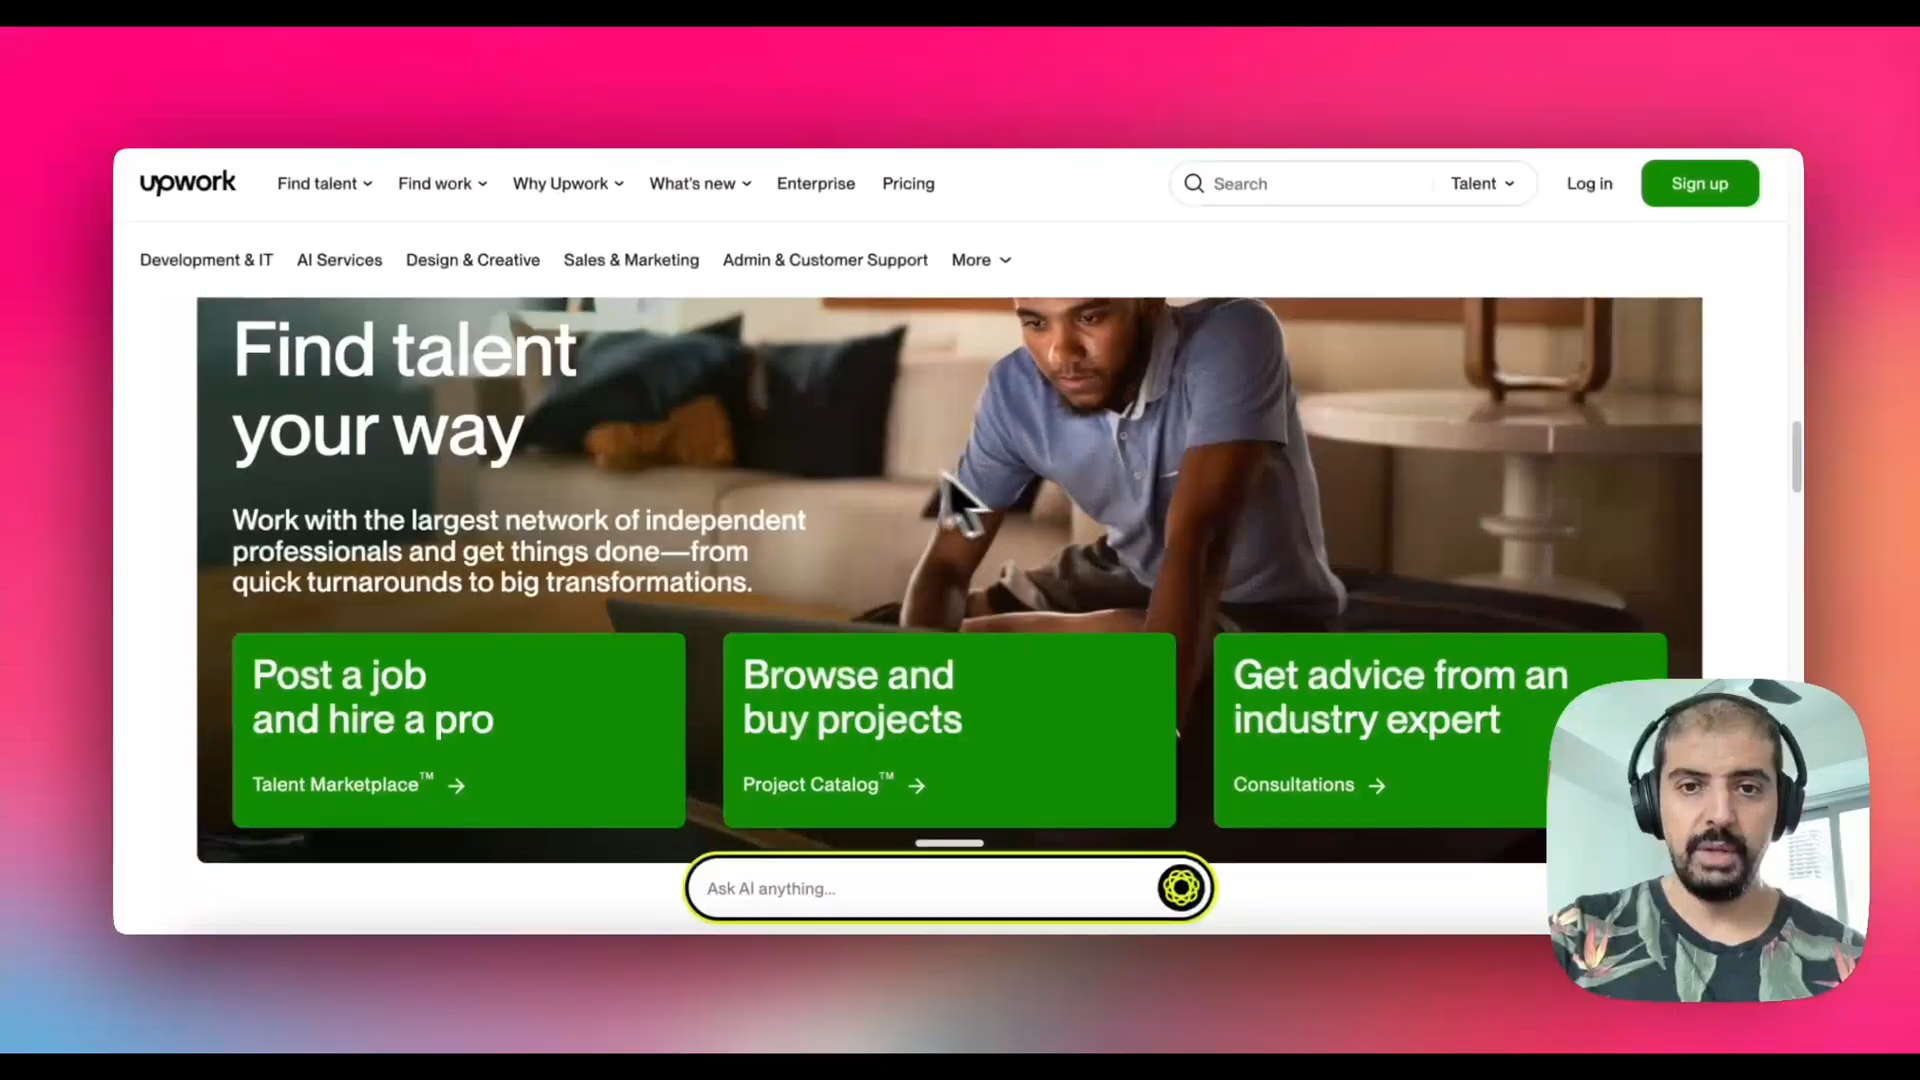 upwork
Find talent
Find work
Why Upwork
What's new
Enterprise
Pricing
Search
Talent
Log in
Sign up
Development & IT
AI Services
Design & Creative
Sales & Marketing
Admin & Customer Support
More
Find talent
your way
Work with the largest network of independent
professionals and get things done—from
quick turnarounds to big transformations.
Post a job
and hire a pro
Talent Marketplace™ →
Browse and
buy projects
Project Catalog™ →
Get advice from an
industry expert
Consultations →
Ask AI anything...